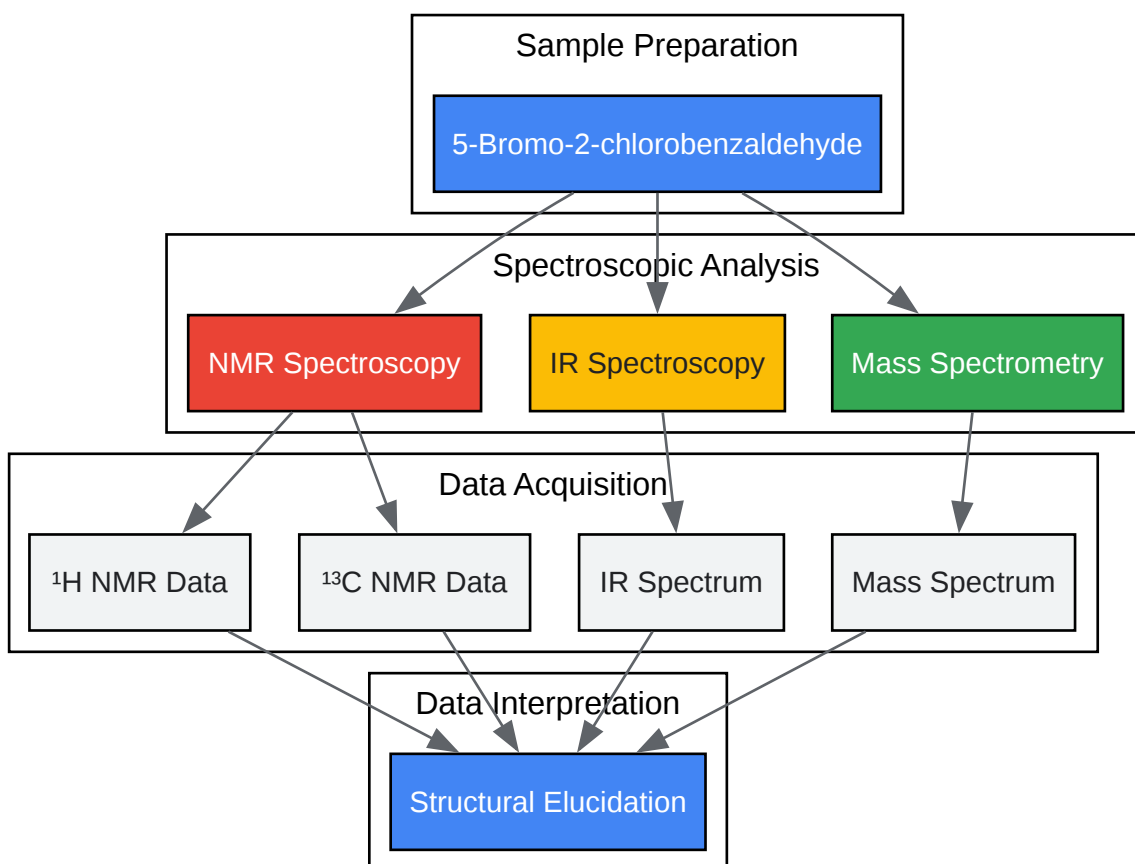 Sample Preparation
5-Bromo-2-chlorobenzaldehyde
Spectroscopic Analysis
NMR Spectroscopy
IR Spectroscopy
Mass Spectrometry
Data Acquisition
¹H NMR Data
¹³C NMR Data
IR Spectrum
Mass Spectrum
Data Interpretation
Structural Elucidation